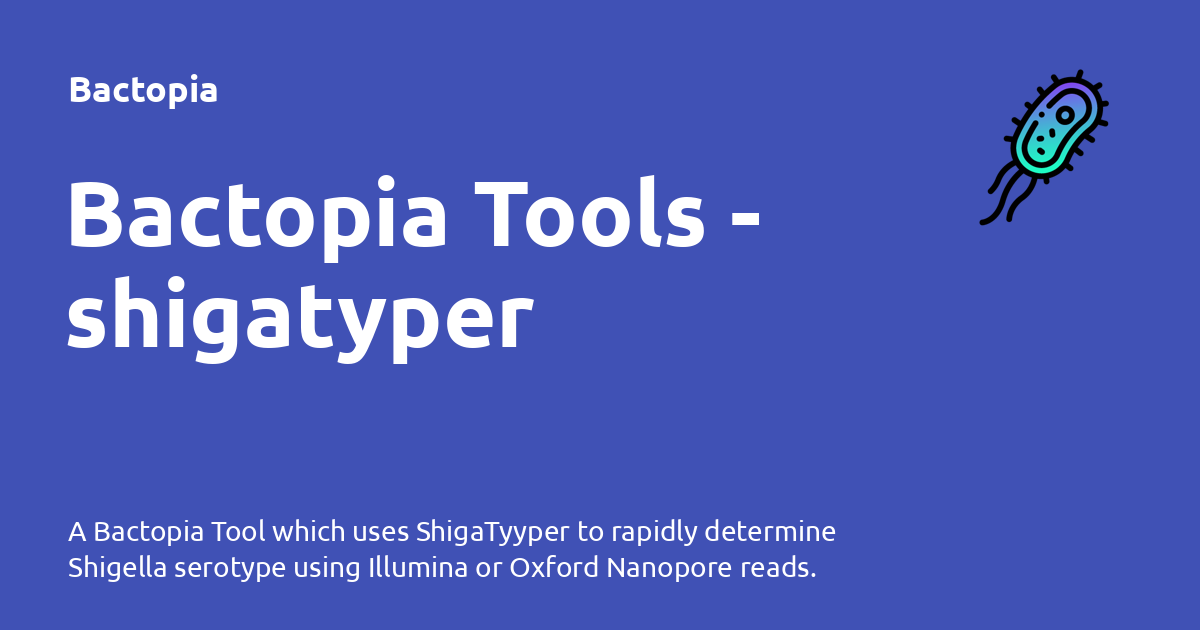 Bactopia
Bactopia Tools -
shigatyper
A Bactopia Tool which uses ShigaTyyper to rapidly determine
Shigella serotype using Illumina or Oxford Nanopore reads.